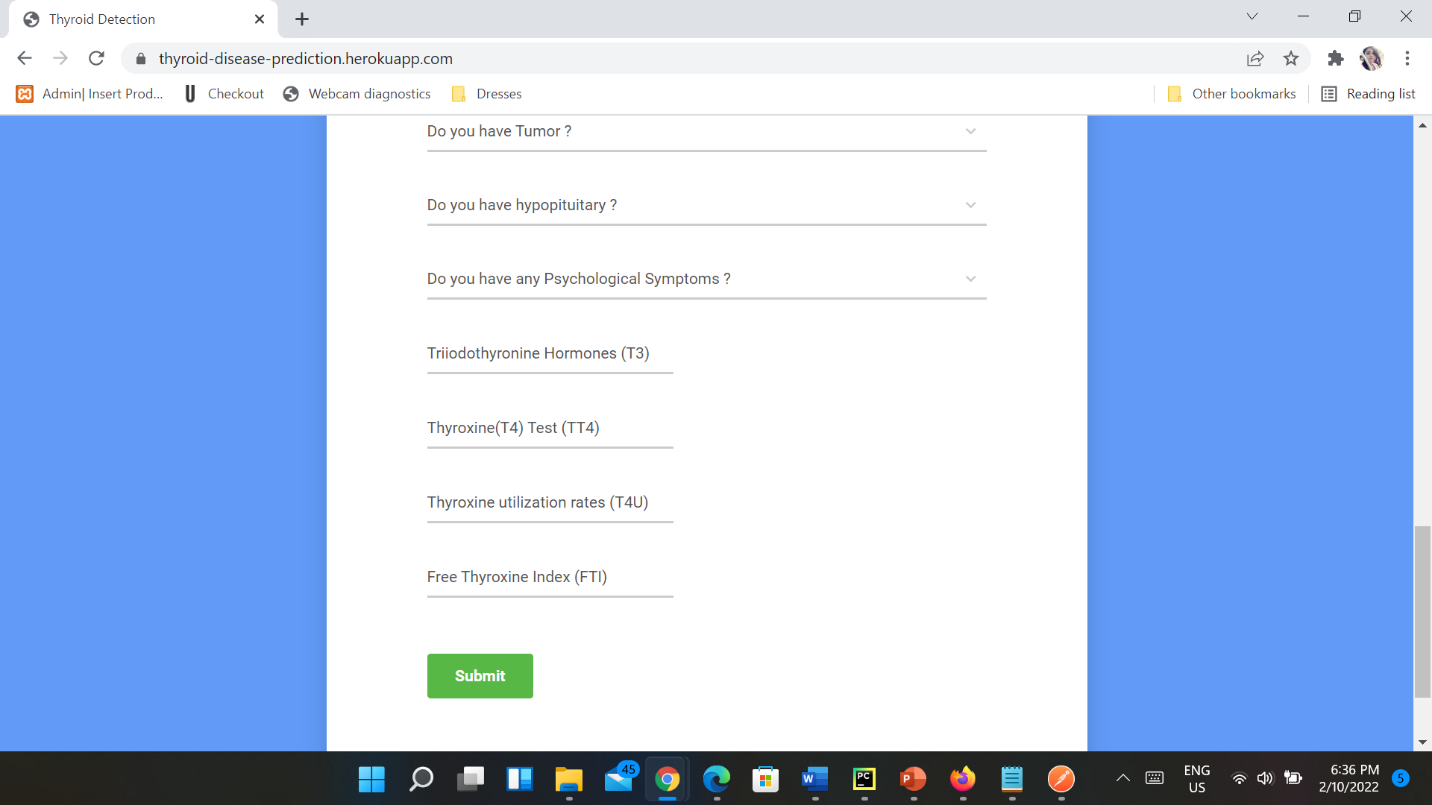 Thyroid Detection
thyroid-disease-prediction.herokuapp.com
Admin| Insert Prod... Checkout Webcam diagnostics Dresses Other bookmarks Reading list
Do you have Tumor ?
Do you have hypopituitary ?
Do you have any Psychological Symptoms ?
Triiodothyronine Hormones (T3)
Thyroxine(T4) Test (TT4)
Thyroxine utilization rates (T4U)
Free Thyroxine Index (FTI)
Submit
45
W
PC
P
ENG
US
6:36 PM
2/10/2022
5